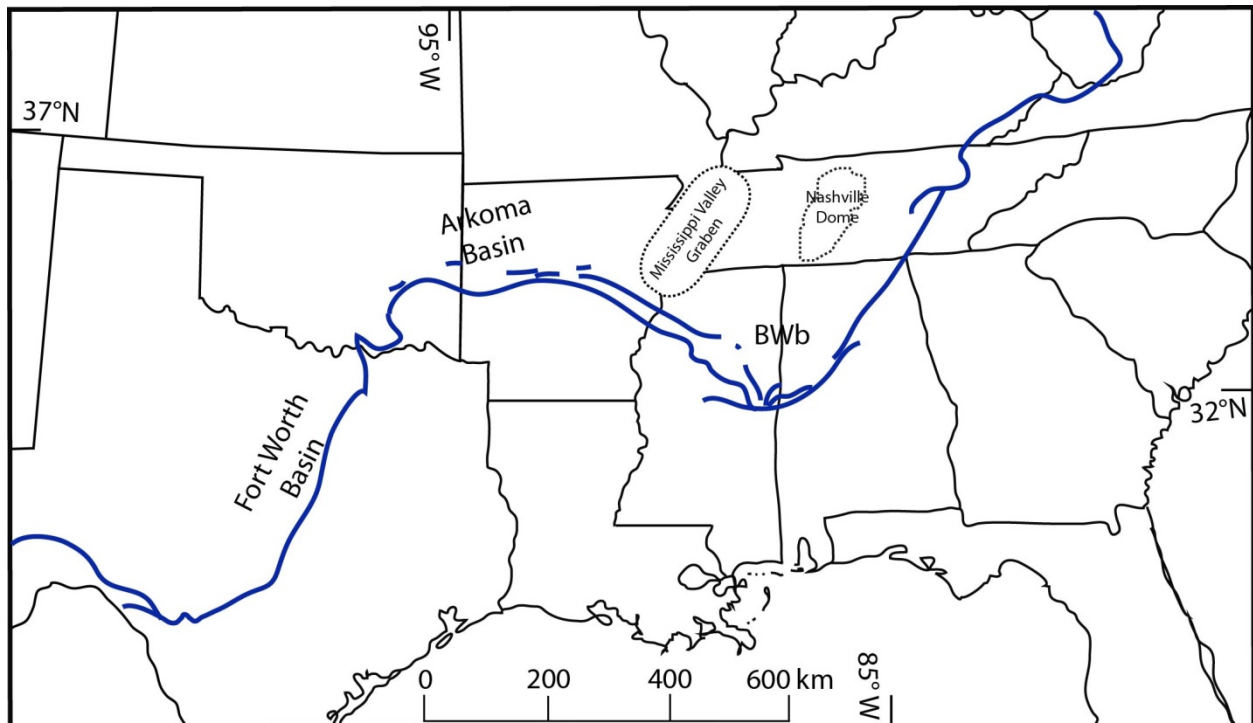 95° W
37°N
Arkoma
Basin
Mississippi Valley
Graben
Nashville
Dome
BWb
32°N
Fort Worth
Basin
0 200 400 600 km
85° W